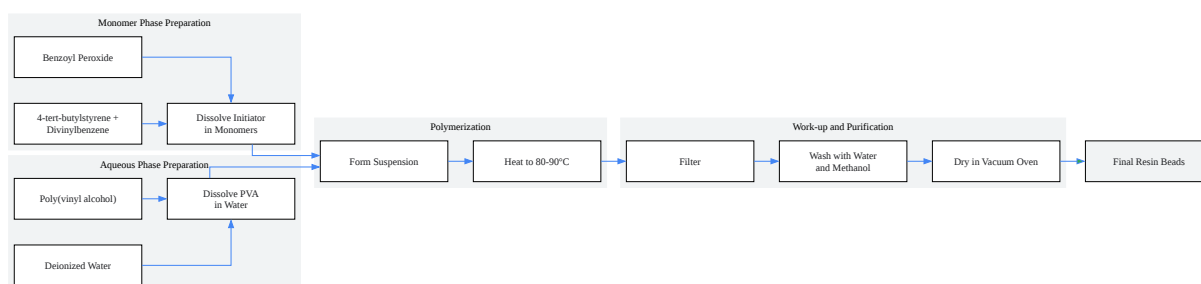 Monomer Phase Preparation
Benzoyl Peroxide
4-tert-butylstyrene +
Divinylbenzene
Dissolve Initiator
in Monomers
Aqueous Phase Preparation
Poly(vinyl alcohol)
Dissolve PVA
in Water
Deionized Water
Polymerization
Form Suspension
Heat to 80-90°C
Work-up and Purification
Filter
Wash with Water
and Methanol
Dry in Vacuum Oven
Final Resin Beads